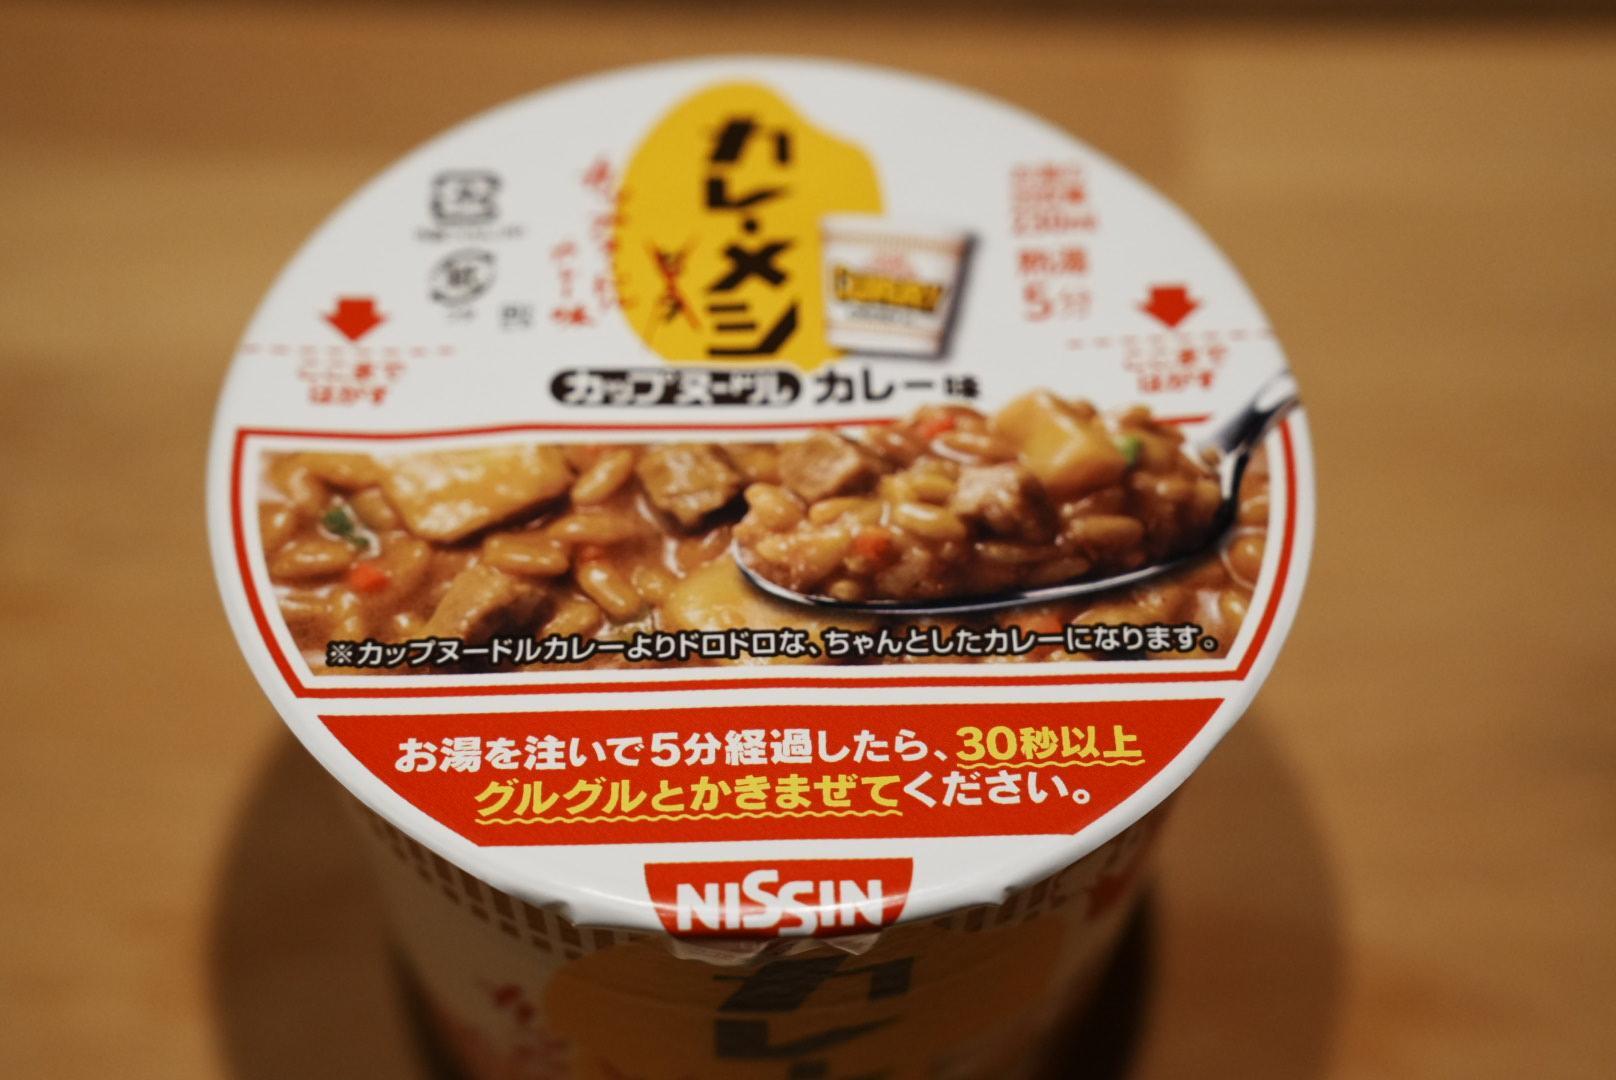 カレー・メシ
230ml
熱湯
5分
ここまで
はがす
ここまで
はがす
カップヌードル カレー味
※カップヌードルカレーよりドロドロな、ちゃんとしたカレーになります。
お湯を注いで5分経過したら、30秒以上
グルグルとかきまぜてください。
NISSIN
カレ